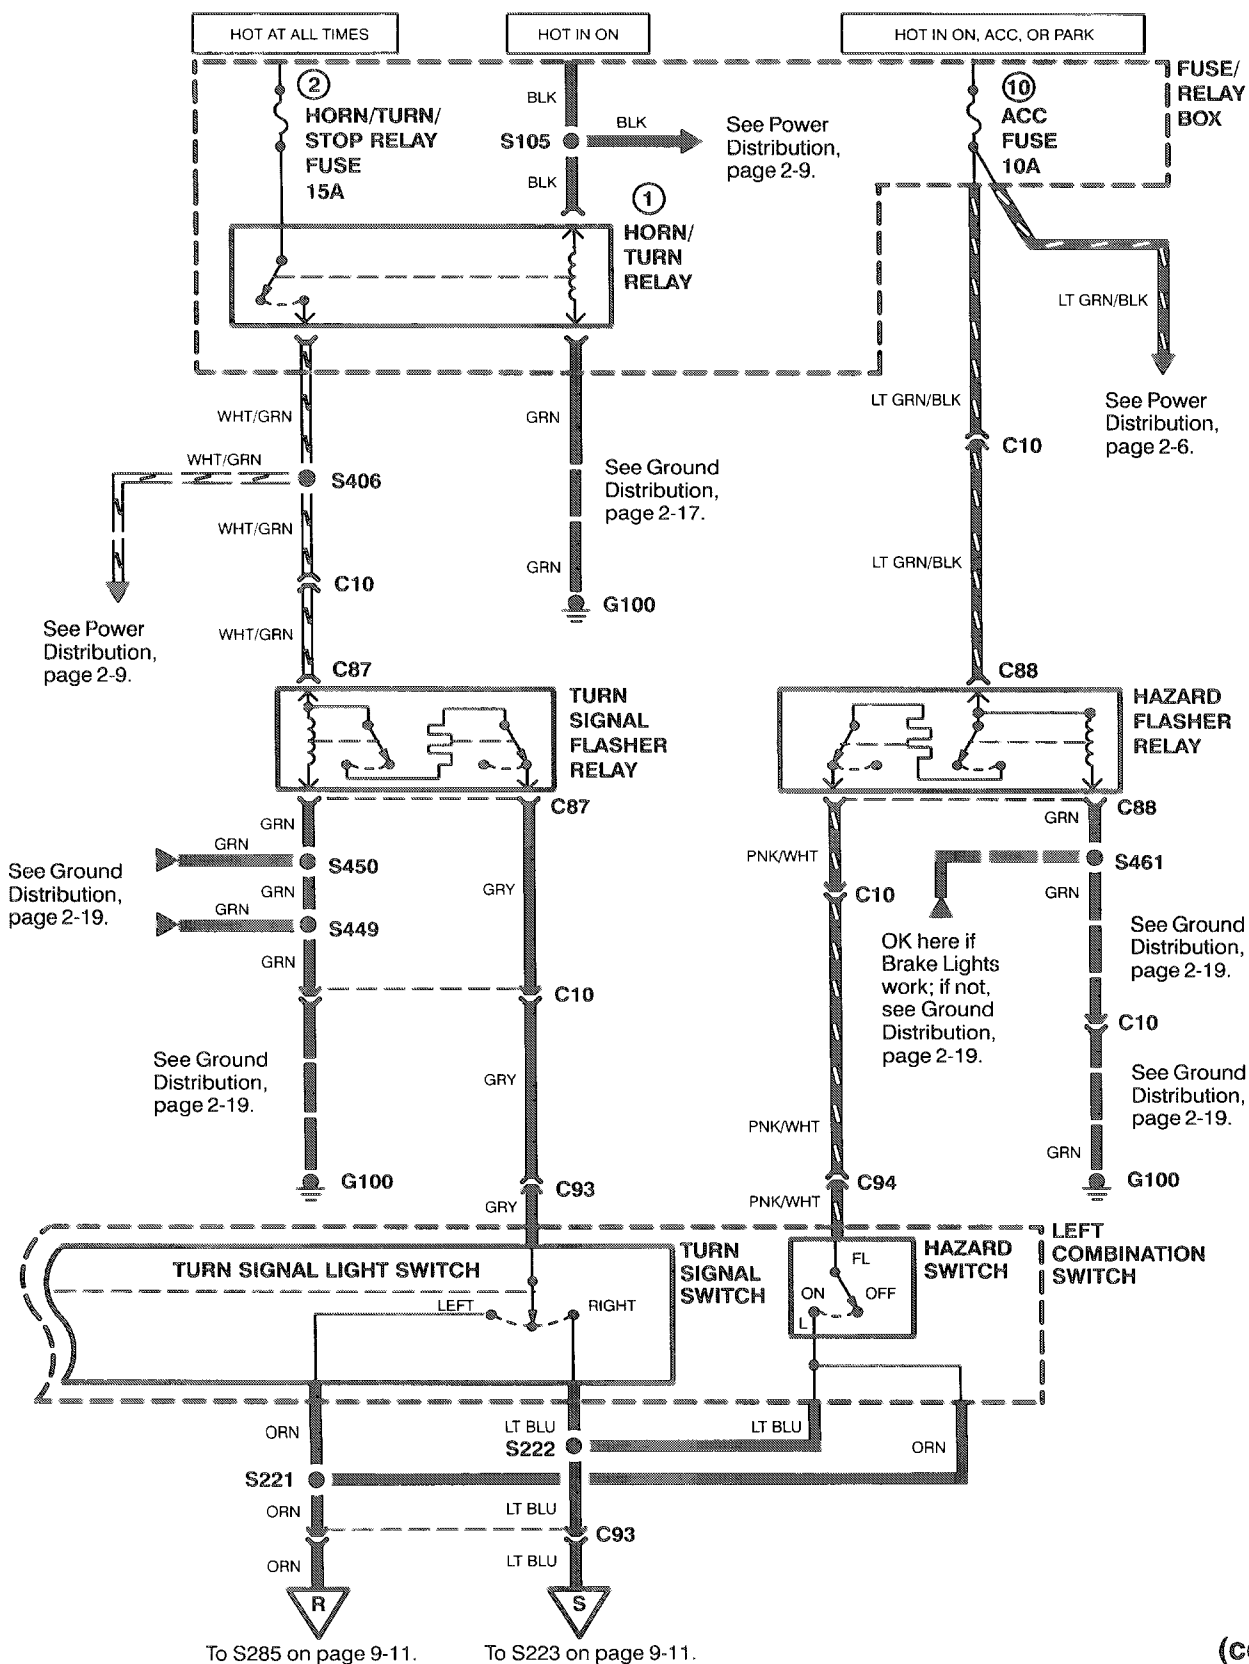 HOT AT ALL TIMES
HOT IN ON
HOT IN ON, ACC, OR PARK
FUSE/
RELAY
BOX
2
HORN/TURN/
STOP RELAY
FUSE
15A
BLK
S105
BLK
See Power
Distribution,
page 2-9.
BLK
10
ACC
FUSE
10A
1
HORN/
TURN
RELAY
LT GRN/BLK
See Power
Distribution,
page 2-6.
WHT/GRN
GRN
LT GRN/BLK
C10
WHT/GRN
S406
See Ground
Distribution,
page 2-17.
WHT/GRN
C10
GRN
G100
LT GRN/BLK
See Power
Distribution,
page 2-9.
WHT/GRN
C87
C88
TURN
SIGNAL
FLASHER
RELAY
HAZARD
FLASHER
RELAY
C87
C88
GRN
GRN
GRN
S450
See Ground
Distribution,
page 2-19.
GRN
GRN
S449
GRN
GRY
PNK/WHT
C10
S461
GRN
OK here if
Brake Lights
work; if not,
see Ground
Distribution,
page 2-19.
See Ground
Distribution,
page 2-19.
C10
C10
See Ground
Distribution,
page 2-19.
GRY
See Ground
Distribution,
page 2-19.
PNK/WHT
GRN
G100
C93
C94
G100
GRY
PNK/WHT
LEFT
COMBINATION
SWITCH
TURN SIGNAL LIGHT SWITCH
TURN
SIGNAL
SWITCH
HAZARD
SWITCH
FL
ON
OFF
L
LEFT
RIGHT
ORN
LT BLU
S222
LT BLU
ORN
S221
ORN
LT BLU
C93
ORN
LT BLU
R
S
To S285 on page 9-11.
To S223 on page 9-11.